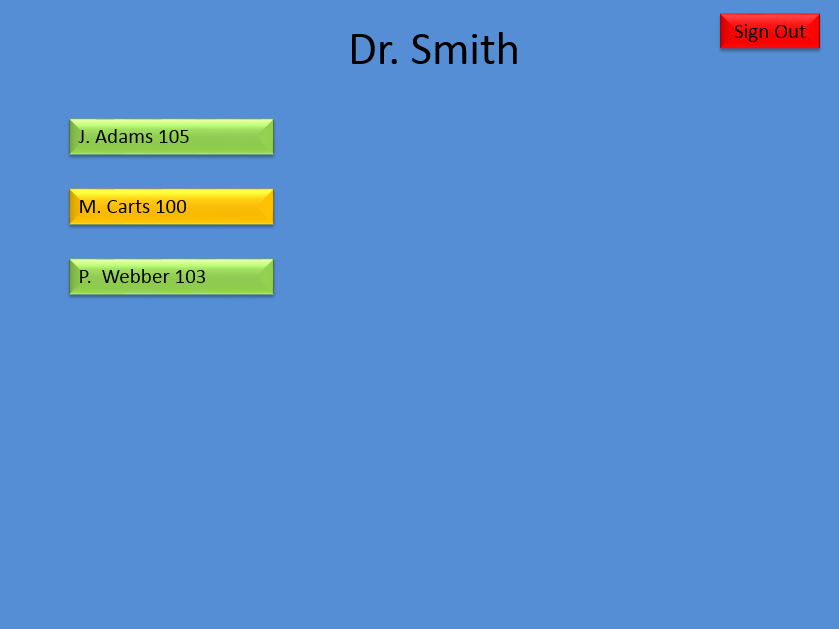 Dr. Smith
Sign Out
J. Adams 105
M. Carts 100
P.  Webber 103